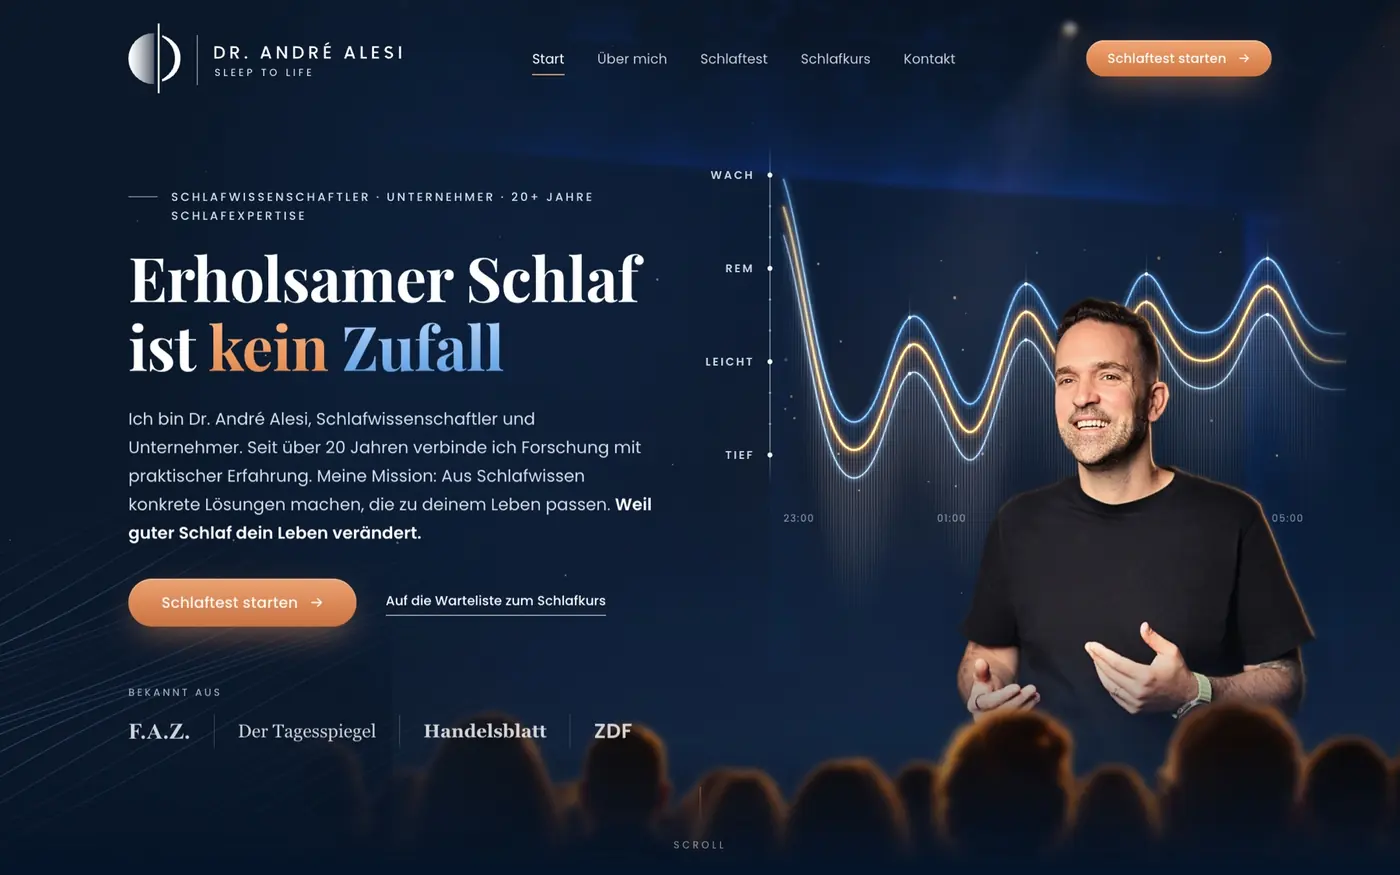 DR. ANDRÉ ALESI
SLEEP TO LIFE
Start
Über mich
Schlaftest
Schlafkurs
Kontakt
Schlaftest starten →
SCHLAFWISSENSCHAFTLER · UNTERNEHMER · 20+ JAHRE
SCHLAFEXPERTISE
Erholsamer Schlaf
ist kein Zufall
Ich bin Dr. André Alesi, Schlafwissenschaftler und
Unternehmer. Seit über 20 Jahren verbinde ich Forschung mit
praktischer Erfahrung. Meine Mission: Aus Schlafwissen
konkrete Lösungen machen, die zu deinem Leben passen. Weil
guter Schlaf dein Leben verändert.
Schlaftest starten →
Auf die Warteliste zum Schlafkurs
BEKANNT AUS
F.A.Z.
Der Tagesspiegel
Handelsblatt
ZDF
WACH
REM
LEICHT
TIEF
23:00
01:00
05:00
SCROLL